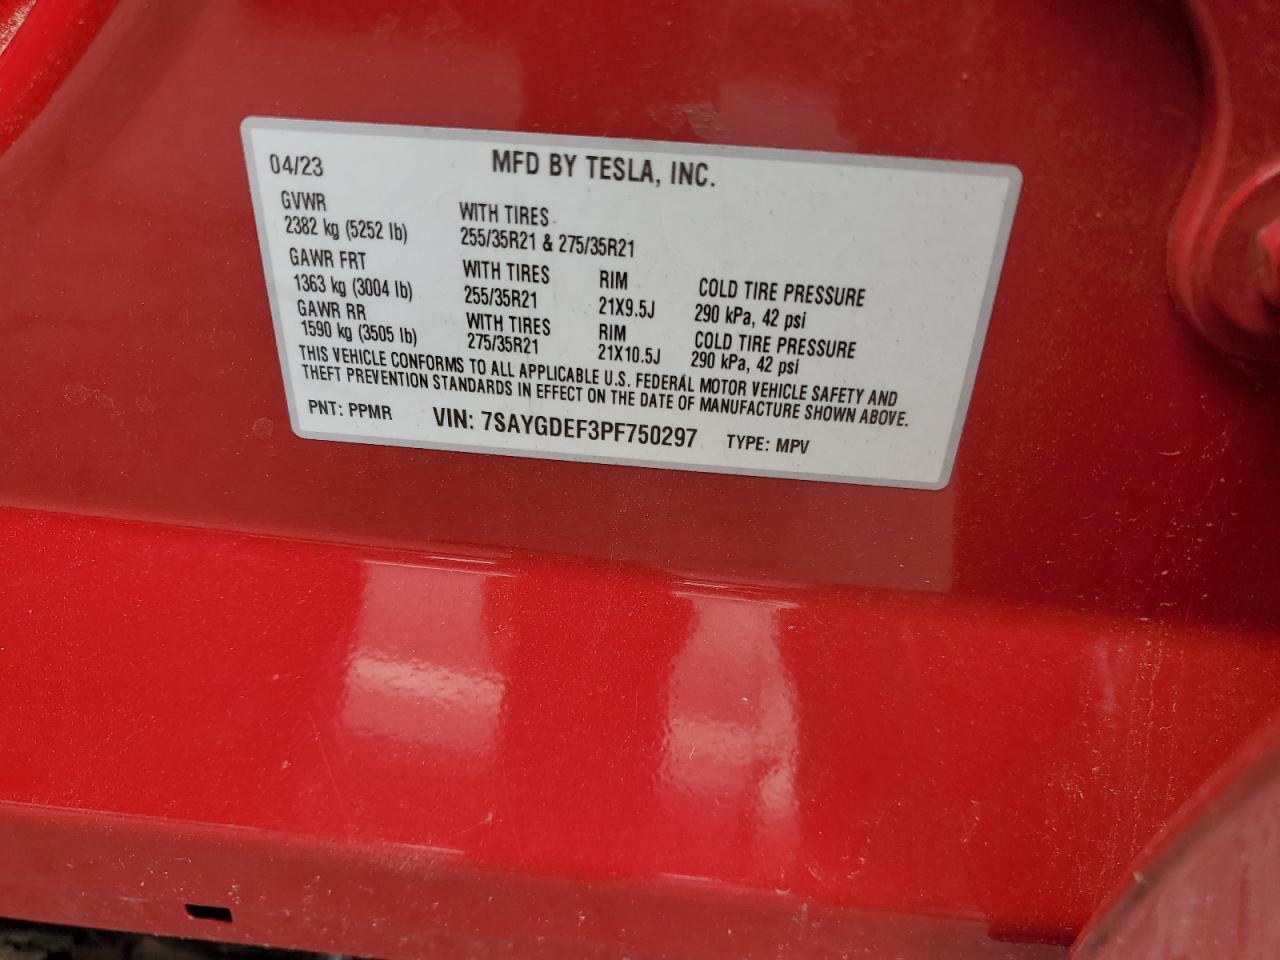 04/23 MFD BY TESLA, INC.
GVWR WITH TIRES
2382 kg (5252 lb) 255/35R21 & 275/35R21
GAWR FRT WITH TIRES RIM COLD TIRE PRESSURE
1363 kg (3004 lb) 255/35R21 21X9.5J 290 kPa, 42 psi
GAWR RR WITH TIRES RIM COLD TIRE PRESSURE
1590 kg (3505 lb) 275/35R21 21X10.5J 290 kPa, 42 psi
THIS VEHICLE CONFORMS TO ALL APPLICABLE U.S. FEDERAL MOTOR VEHICLE SAFETY AND
THEFT PREVENTION STANDARDS IN EFFECT ON THE DATE OF MANUFACTURE SHOWN ABOVE.
PNT: PPMR VIN: 7SAYGDEF3PF750297 TYPE: MPV